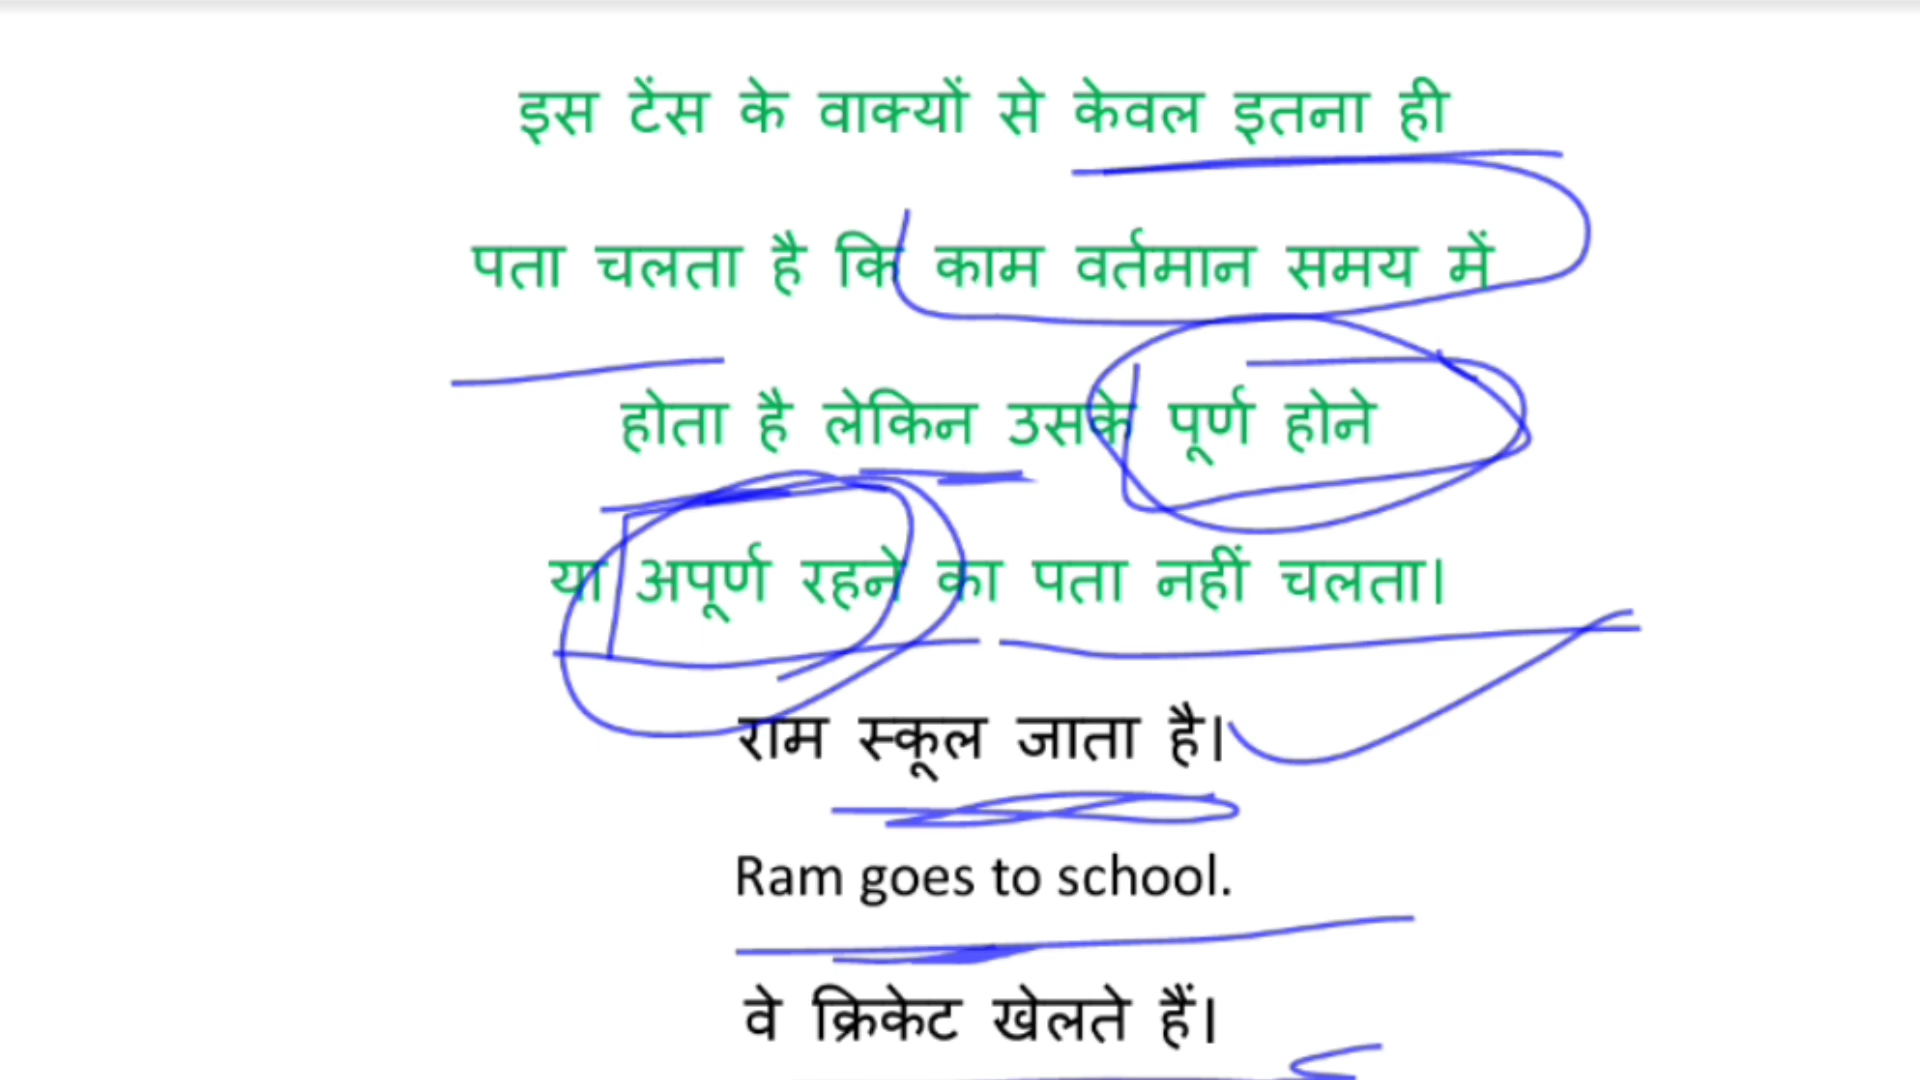 इस टेंस के वाक्यों से केवल इतना ही
पता चलता है कि काम वर्तमान समय में
होता है लेकिन उसके पूर्ण होने
या अपूर्ण रहने का पता नहीं चलता।
राम स्कूल जाता है।
Ram goes to school.
वे क्रिकेट खेलते हैं।